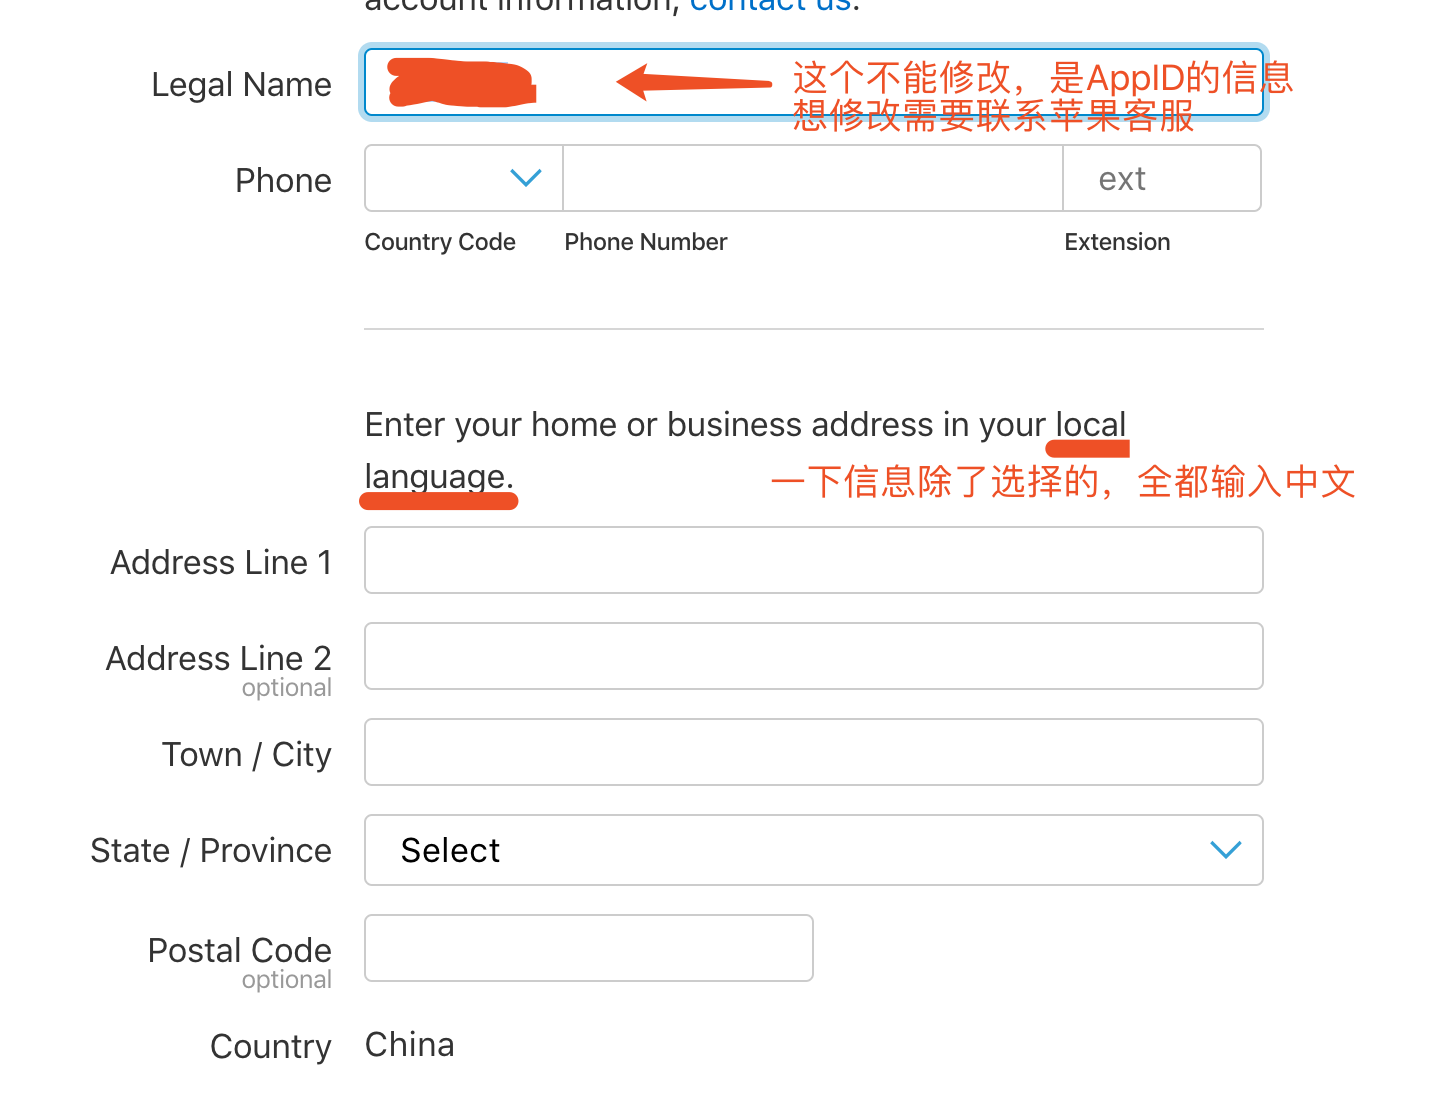 account information, contact us.
Legal Name
这个不能修改，是AppID的信息
想修改需要联系苹果客服
Phone
ext
Country Code Phone Number Extension
Enter your home or business address in your local
language.
一下信息除了选择的，全都输入中文
Address Line 1
Address Line 2
optional
Town / City
State / Province Select
Postal Code
optional
Country China